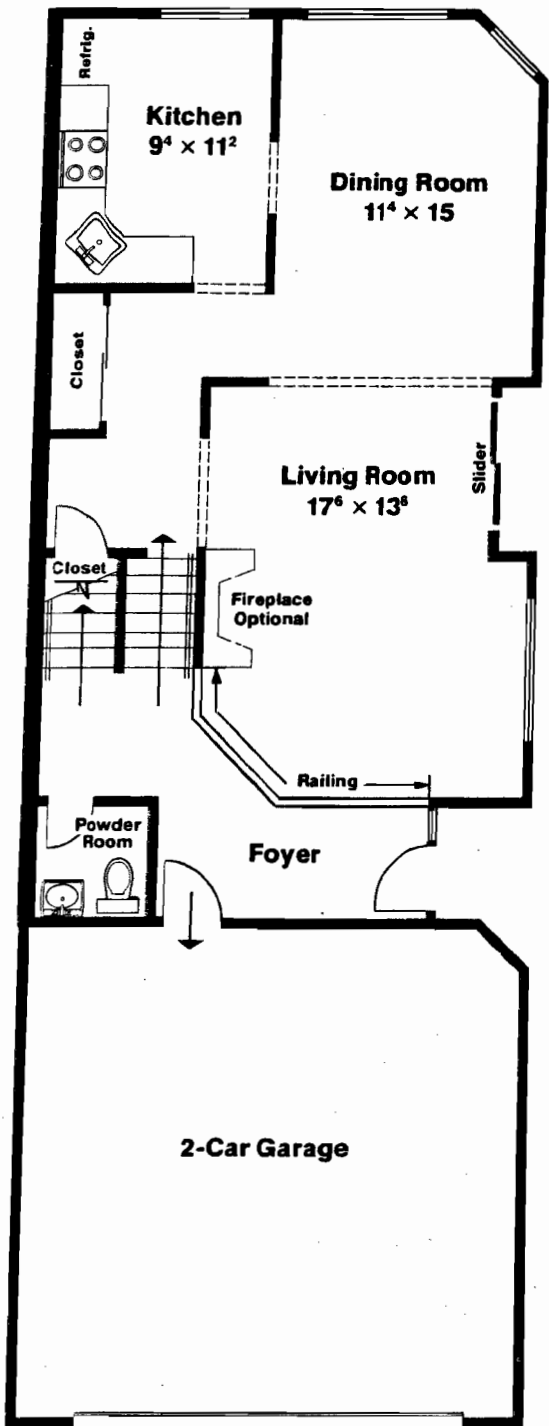 Refrig.
Kitchen
9⁴ × 11²
Dining Room
11⁴ × 15
Closet
Living Room
17⁶ × 13⁶
Slider
Closet
Fireplace
Optional
Railing
Powder
Room
Foyer
2-Car Garage